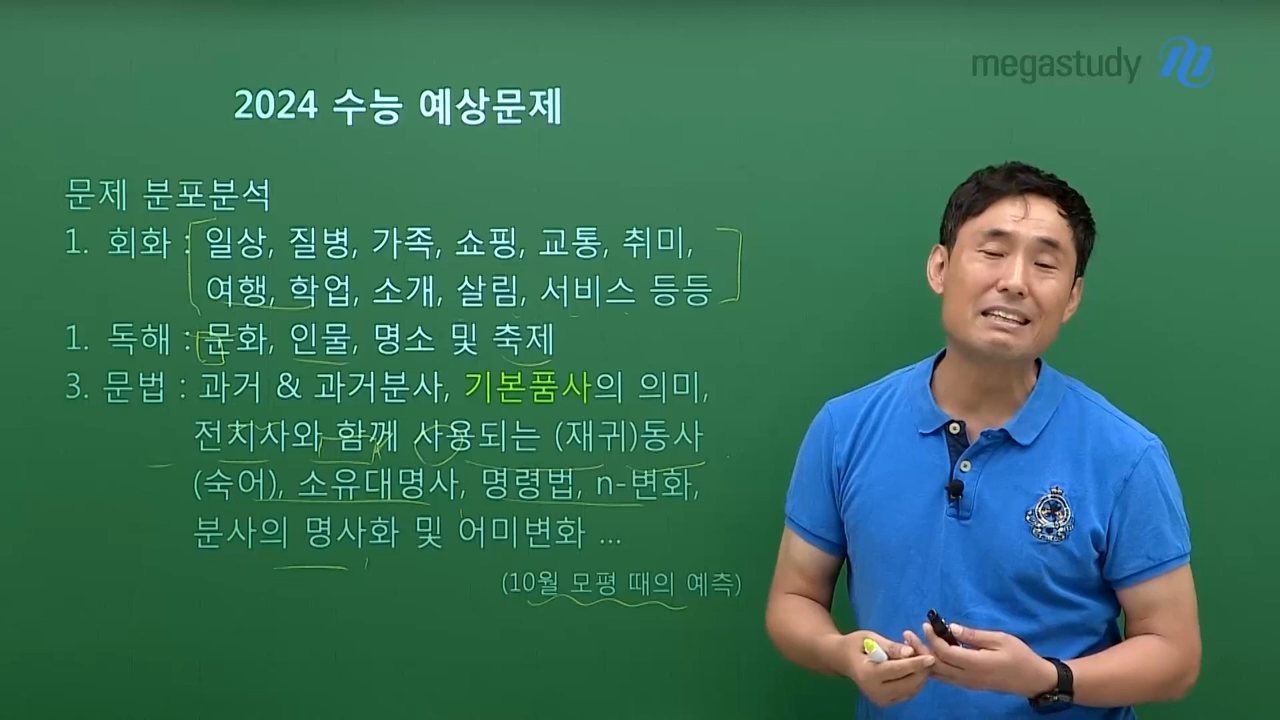 megastudy
2024 수능 예상문제
문제 분포분석
1. 회화 : 일상, 질병, 가족, 쇼핑, 교통, 취미,
여행, 학업, 소개, 살림, 서비스 등등
1. 독해 : 문화, 인물, 명소 및 축제
3. 문법 : 과거 & 과거분사, 기본품사의 의미,
전치사와 함께 사용되는 (재귀)동사
(숙어), 소유대명사, 명령법, n-변화,
분사의 명사화 및 어미변화 ...
(10월 모평 때의 예측)